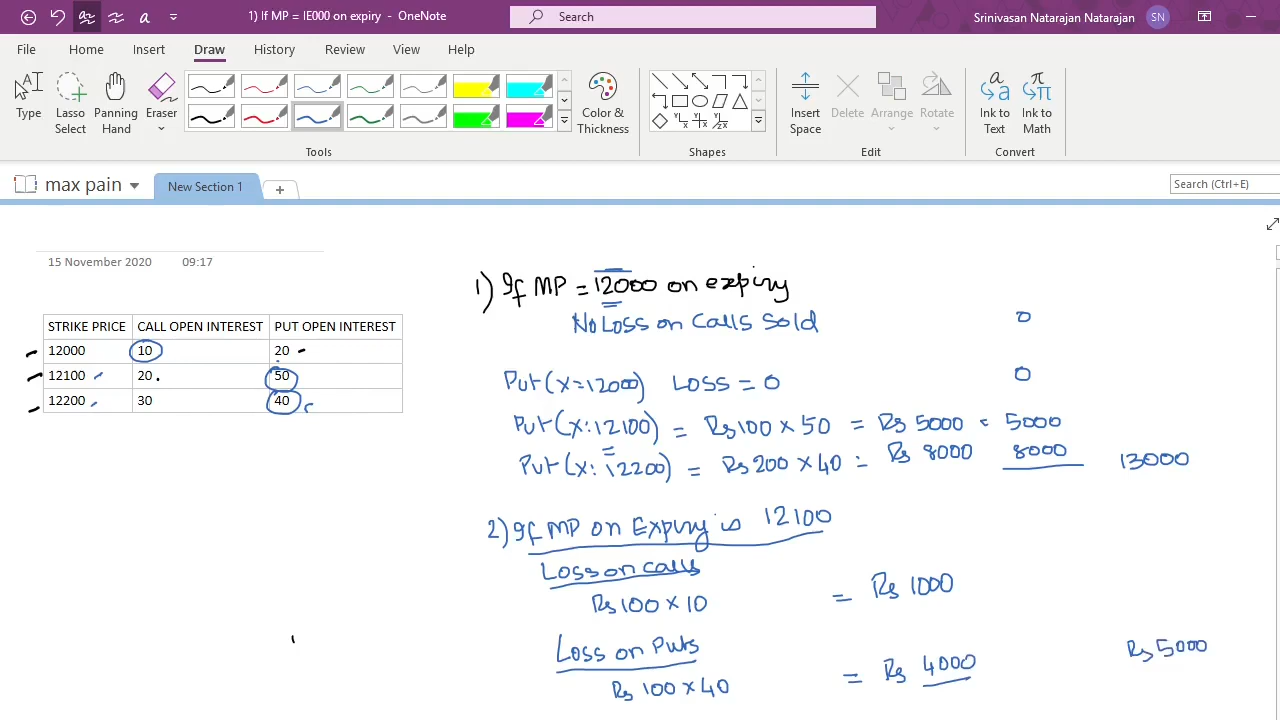 1) If MP = IE000 on expiry - OneNote
Search
Srinivasan Natarajan Natarajan
SN
File Home Insert Draw History Review View Help
Type
Lasso Select
Panning Hand
Eraser
Color & Thickness
Insert Space
Delete
Arrange
Rotate
Ink to Text
Ink to Math
Tools
Shapes
Edit
Convert
max pain
New Section 1
+
Search (Ctrl+E)
15 November 2020 09:17
STRIKE PRICE CALL OPEN INTEREST PUT OPEN INTEREST
12000 10 20
12100 20 50
12200 30 40
1) If MP = 12000 on expiry
No Loss on calls sold 0
Put (x=12000) Loss = 0 0
Put (x:12100) = Rs 100 x 50 = Rs 5000 = 5000
Put (x: 12200) = Rs 200 x 40 = Rs 8000 8000 13000
2) If MP on Expiry is 12100
Loss on calls
Rs 100 x 10 = Rs 1000
Loss on Puts
Rs 100 x 40 = Rs 4000 Rs 5000